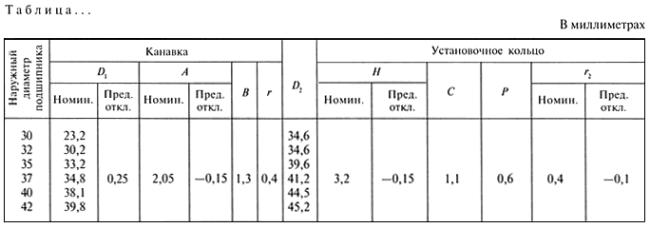 Таблица...
В миллиметрах
Наружный диаметр подшипника
Канавка
D₂
Установочное кольцо
D₁
A
B
r
H
C
P
r₂
Номин.
Пред. откл.
Номин.
Пред. откл.
Номин.
Пред. откл.
Номин.
Пред. откл.
30 23,2 34,6
32 30,2 34,6
35 33,2 39,6
37 34,8 0,25 2,05 —0,15 1,3 0,4 41,2 3,2 —0,15 1,1 0,6 0,4 —0,1
40 38,1 44,5
42 39,8 45,2